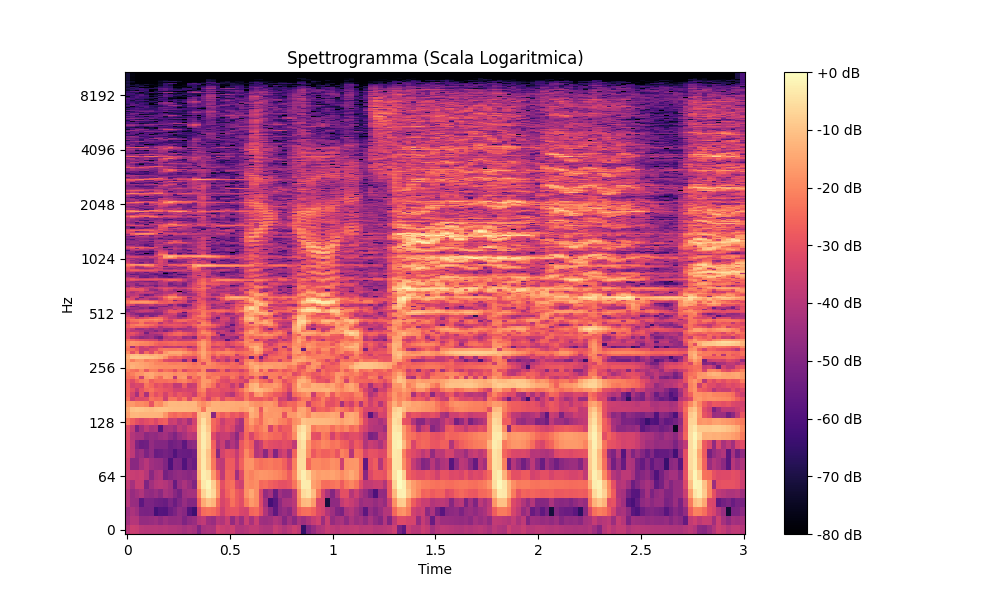 Spettrogramma (Scala Logaritmica)
Hz
8192
4096
2048
1024
512
256
128
64
0
0 0.5 1 1.5 2 2.5 3
Time
+0 dB
-10 dB
-20 dB
-30 dB
-40 dB
-50 dB
-60 dB
-70 dB
-80 dB